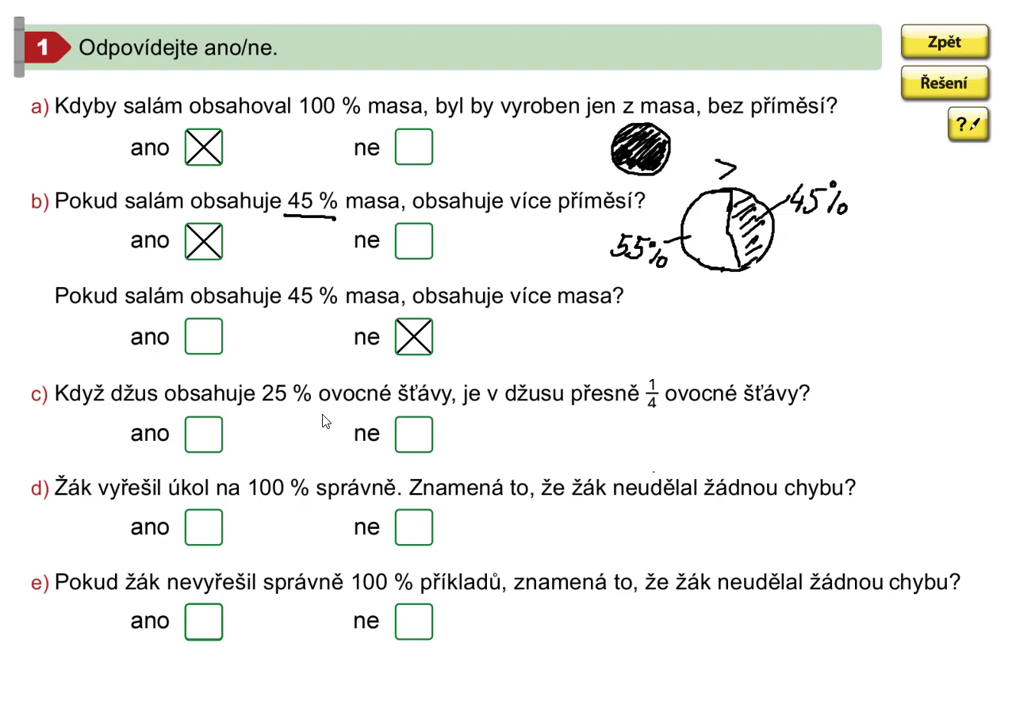 1 Odpovídejte ano/ne.
Zpět
Řešení
?
a) Kdyby salám obsahoval 100 % masa, byl by vyroben jen z masa, bez příměsí?
ano ne
b) Pokud salám obsahuje 45 % masa, obsahuje více příměsí?
ano ne
>
45%
55%
Pokud salám obsahuje 45 % masa, obsahuje více masa?
ano ne
c) Když džus obsahuje 25 % ovocné šťávy, je v džusu přesně 1/4 ovocné šťávy?
ano ne
d) Žák vyřešil úkol na 100 % správně. Znamená to, že žák neudělal žádnou chybu?
ano ne
e) Pokud žák nevyřešil správně 100 % příkladů, znamená to, že žák neudělal žádnou chybu?
ano ne